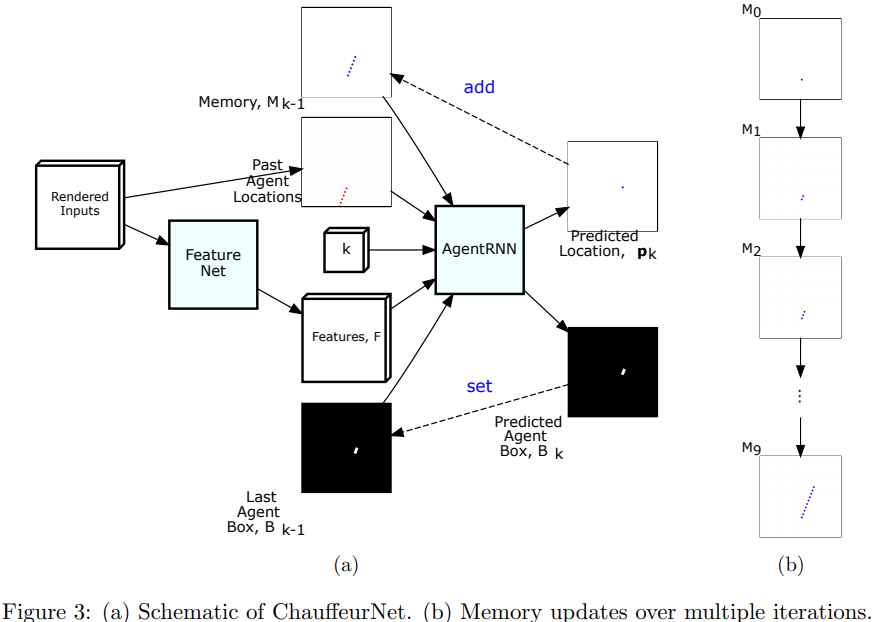 M0
add
Memory, M k-1
M1
Past
Agent
Locations
Rendered
Inputs
Predicted
Location, pk
k
AgentRNN
Feature
Net
M2
Features, F
set
Predicted
Agent
Box, B k
⋮
M9
Last
Agent
Box, B k-1
(a)
(b)
Figure 3: (a) Schematic of ChauffeurNet. (b) Memory updates over multiple iterations.